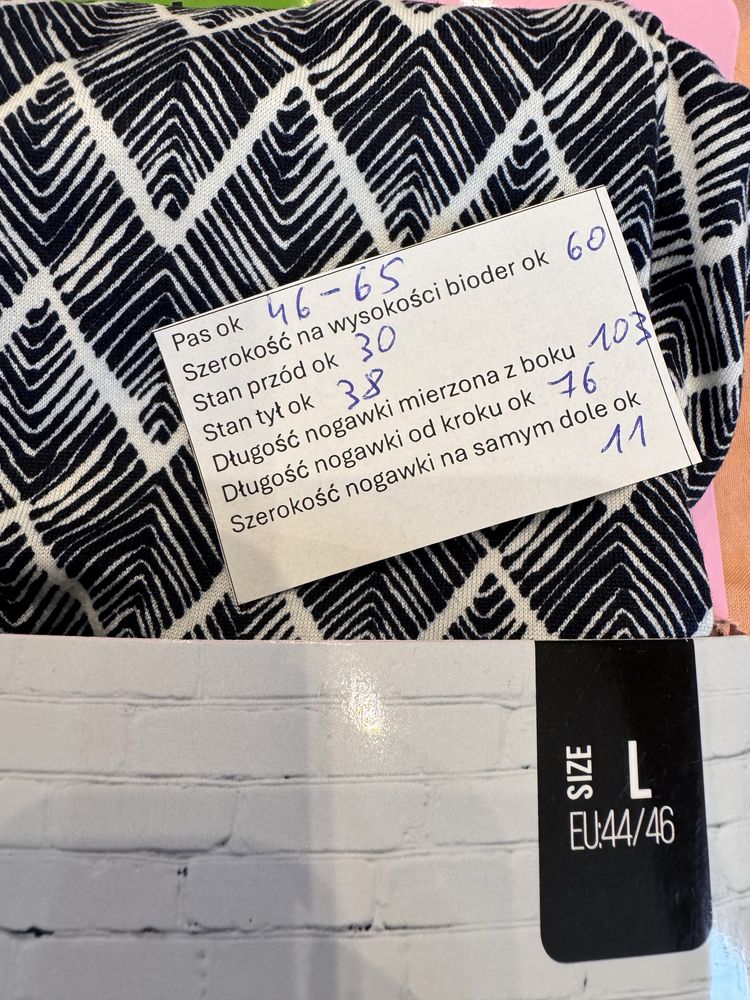 Pas ok 46-65
Szerokość na wysokości bioder ok 60
Stan przód ok 30
Stan tył ok 38
Długość nogawki mierzona z boku 103
Długość nogawki od kroku ok 76
Szerokość nogawki na samym dole ok
11
SIZE L
EU:44/46